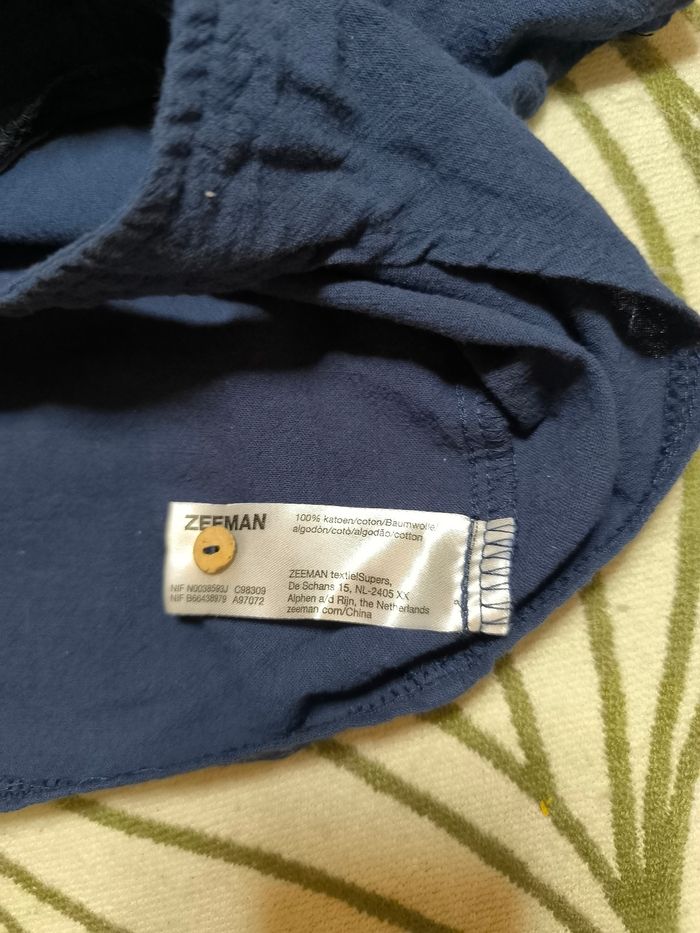 ZEEMAN
100% katoen/coton/Baumwolle/
algodón/cotó/algodão/cotton
ZEEMAN textielSupers,
De Schans 15, NL-2405 XX
Alphen a/d Rijn, the Netherlands
zeeman.com/China
NIF N0038593J C98309
NIF B66438979 A97072